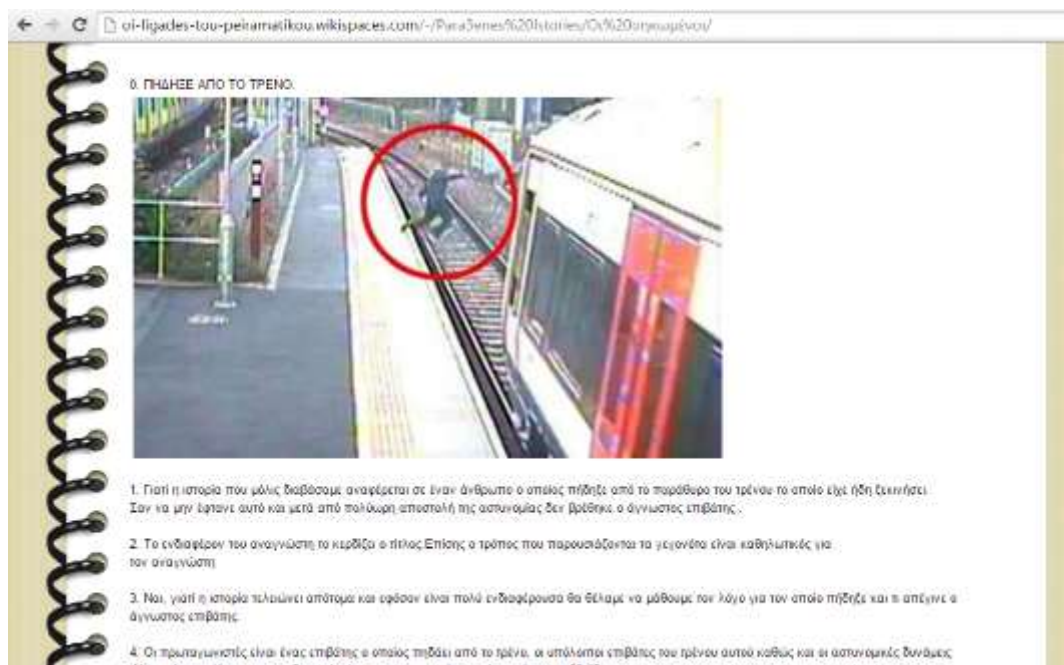 oi-ligades-tou-peiramatikou.wikispaces.com/-/ParaΞenes%20Istories/Οι%20
0. ΠΗΔΗΞΕ ΑΠΟ ΤΟ ΤΡΕΝΟ.
1. Γιατί η ιστορία που μόλις διαβάσαμε αναφέρεται σε έναν άνθρωπο ο οποίος πήδηξε από το παράθυρο του τρένου το οποίο είχε ήδη ξεκινήσει.
Σαν να μην έφτανε αυτό και μετά από πολύωρη αποστολή της αστυνομίας δεν βρέθηκε ο άγνωστος επιβάτης .
2. Το ενδιαφέρον του αναγνώστη το κερδίζει ο τίτλος.Επίσης ο τρόπος που παρουσιάζονται τα γεγονότα είναι καθηλωτικός για
τον αναγνώστη
3. Ναι, γιατί η ιστορία τελειώνει απότομα και εφόσον είναι πολύ ενδιαφέρουσα θα θέλαμε να μάθουμε τον λόγο για τον οποίο πήδηξε και τι απέγινε ο
άγνωστος επιβάτης.
4. Οι πρωταγωνιστές είναι ένας επιβάτης ο οποίος πηδάει από το τρένο, οι υπόλοιποι επιβάτες του τρένου αυτού καθώς και οι αστυνομικές δυνάμεις